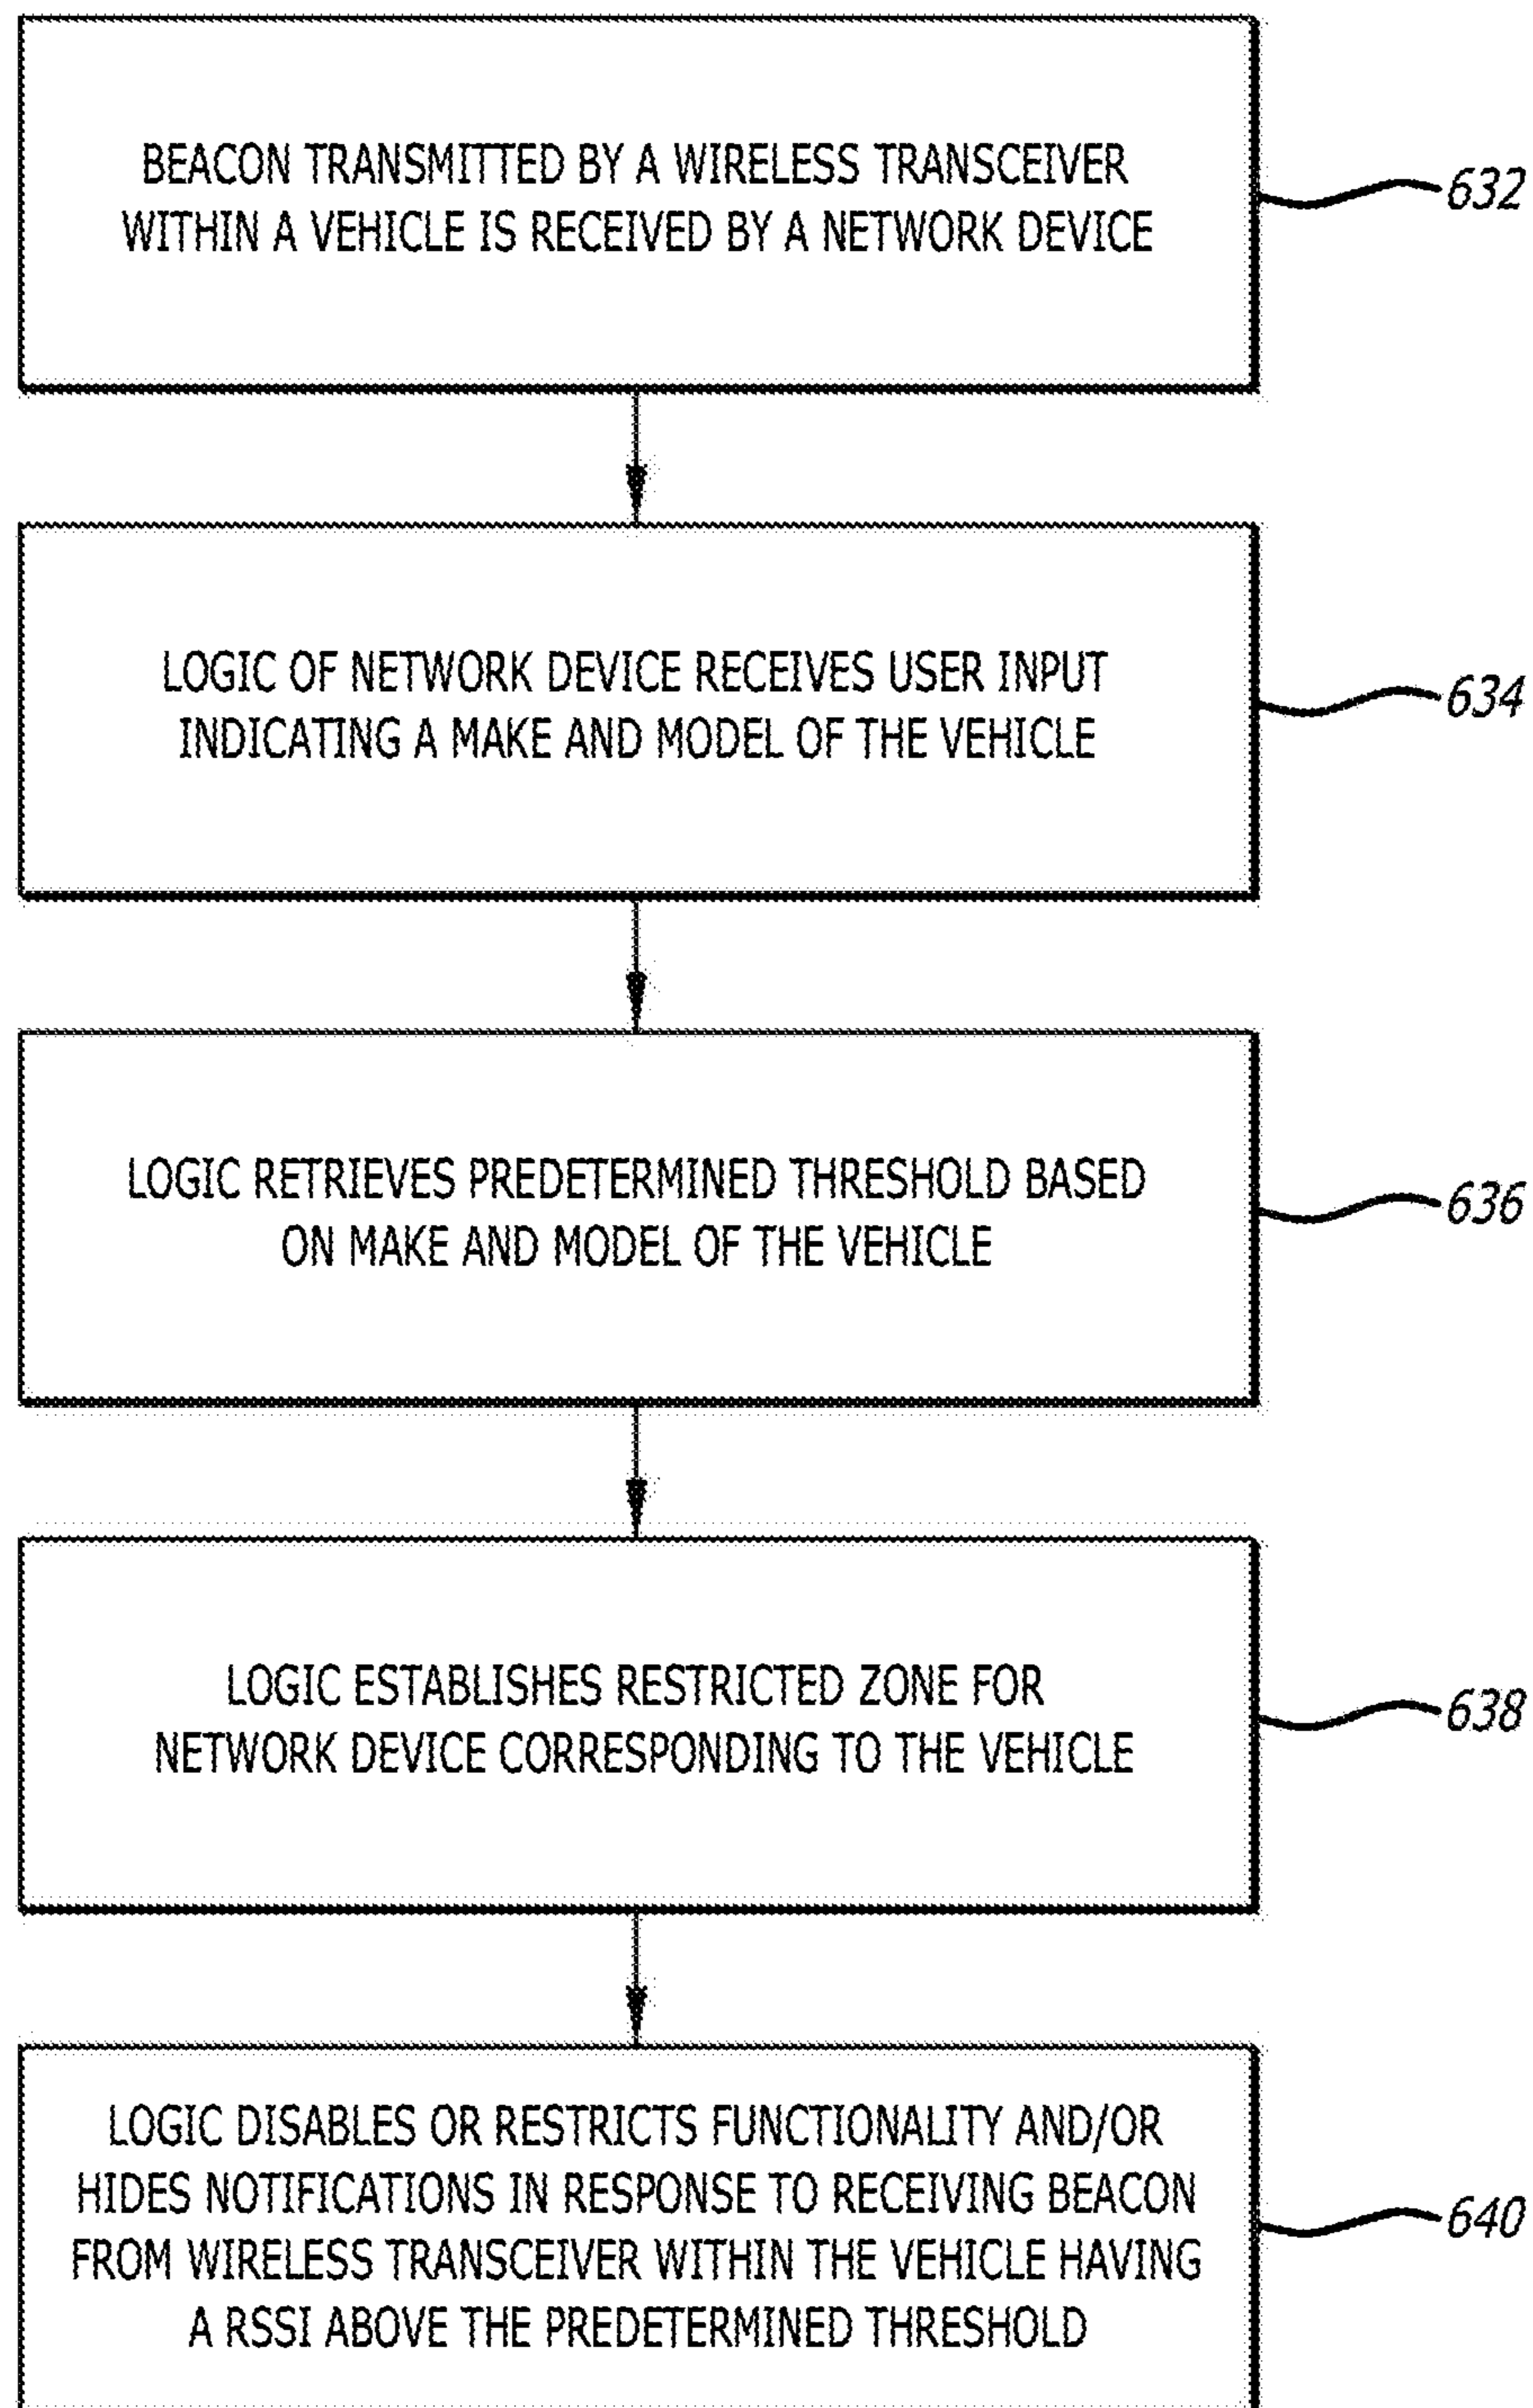 BEACON TRANSMITTED BY A WIRELESS TRANSCEIVER
WITHIN A VEHICLE IS RECEIVED BY A NETWORK DEVICE
632
LOGIC OF NETWORK DEVICE RECEIVES USER INPUT
INDICATING A MAKE AND MODEL OF THE VEHICLE
634
LOGIC RETRIEVES PREDETERMINED THRESHOLD BASED
ON MAKE AND MODEL OF THE VEHICLE
636
LOGIC ESTABLISHES RESTRICTED ZONE FOR
NETWORK DEVICE CORRESPONDING TO THE VEHICLE
638
LOGIC DISABLES OR RESTRICTS FUNCTIONALITY AND/OR
HIDES NOTIFICATIONS IN RESPONSE TO RECEIVING BEACON
FROM WIRELESS TRANSCEIVER WITHIN THE VEHICLE HAVING
A RSSI ABOVE THE PREDETERMINED THRESHOLD
640